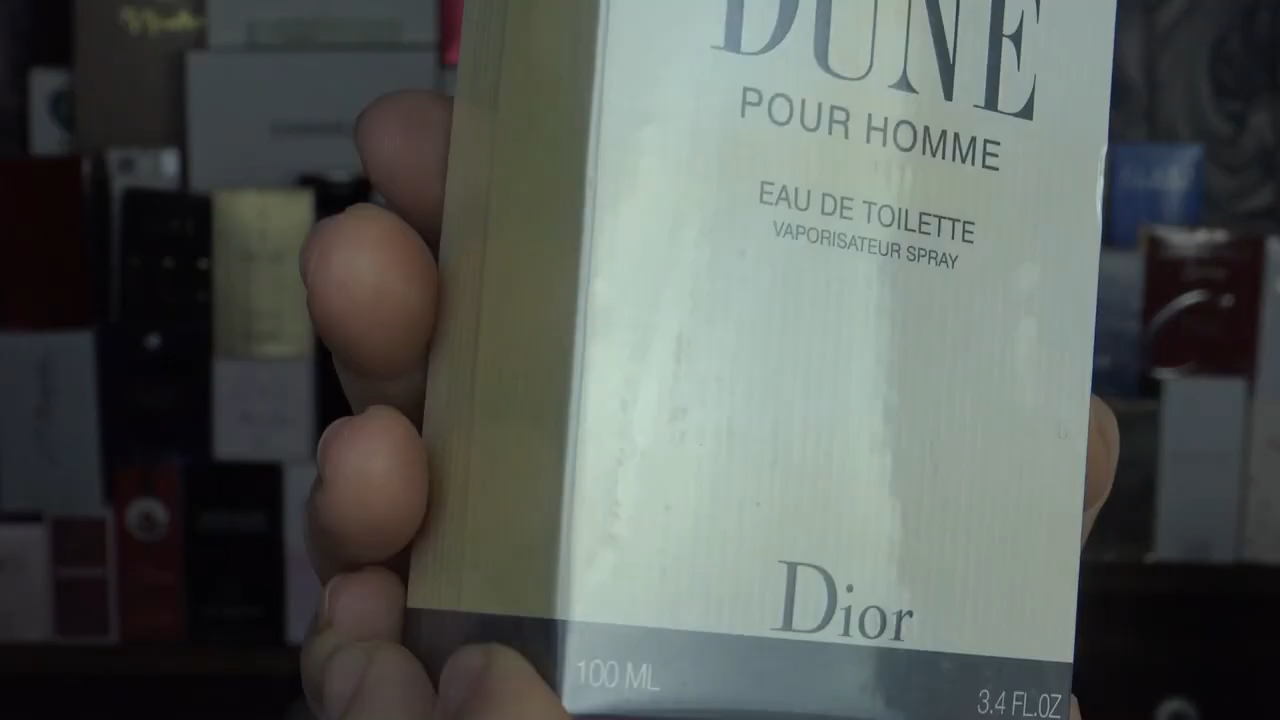 DUNE
POUR HOMME
EAU DE TOILETTE
VAPORISATEUR SPRAY
Dior
100 ML
3.4 FL.OZ